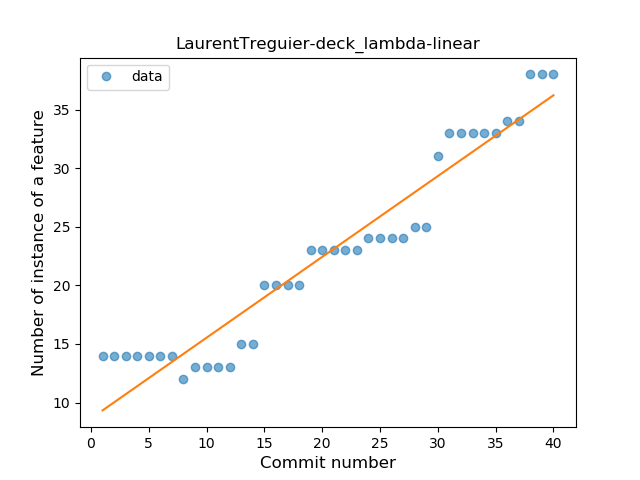 LaurentTreguier-deck_lambda-linear
data
Number of instance of a feature
35
30
25
20
15
10
0 5 10 15 20 25 30 35 40
Commit number